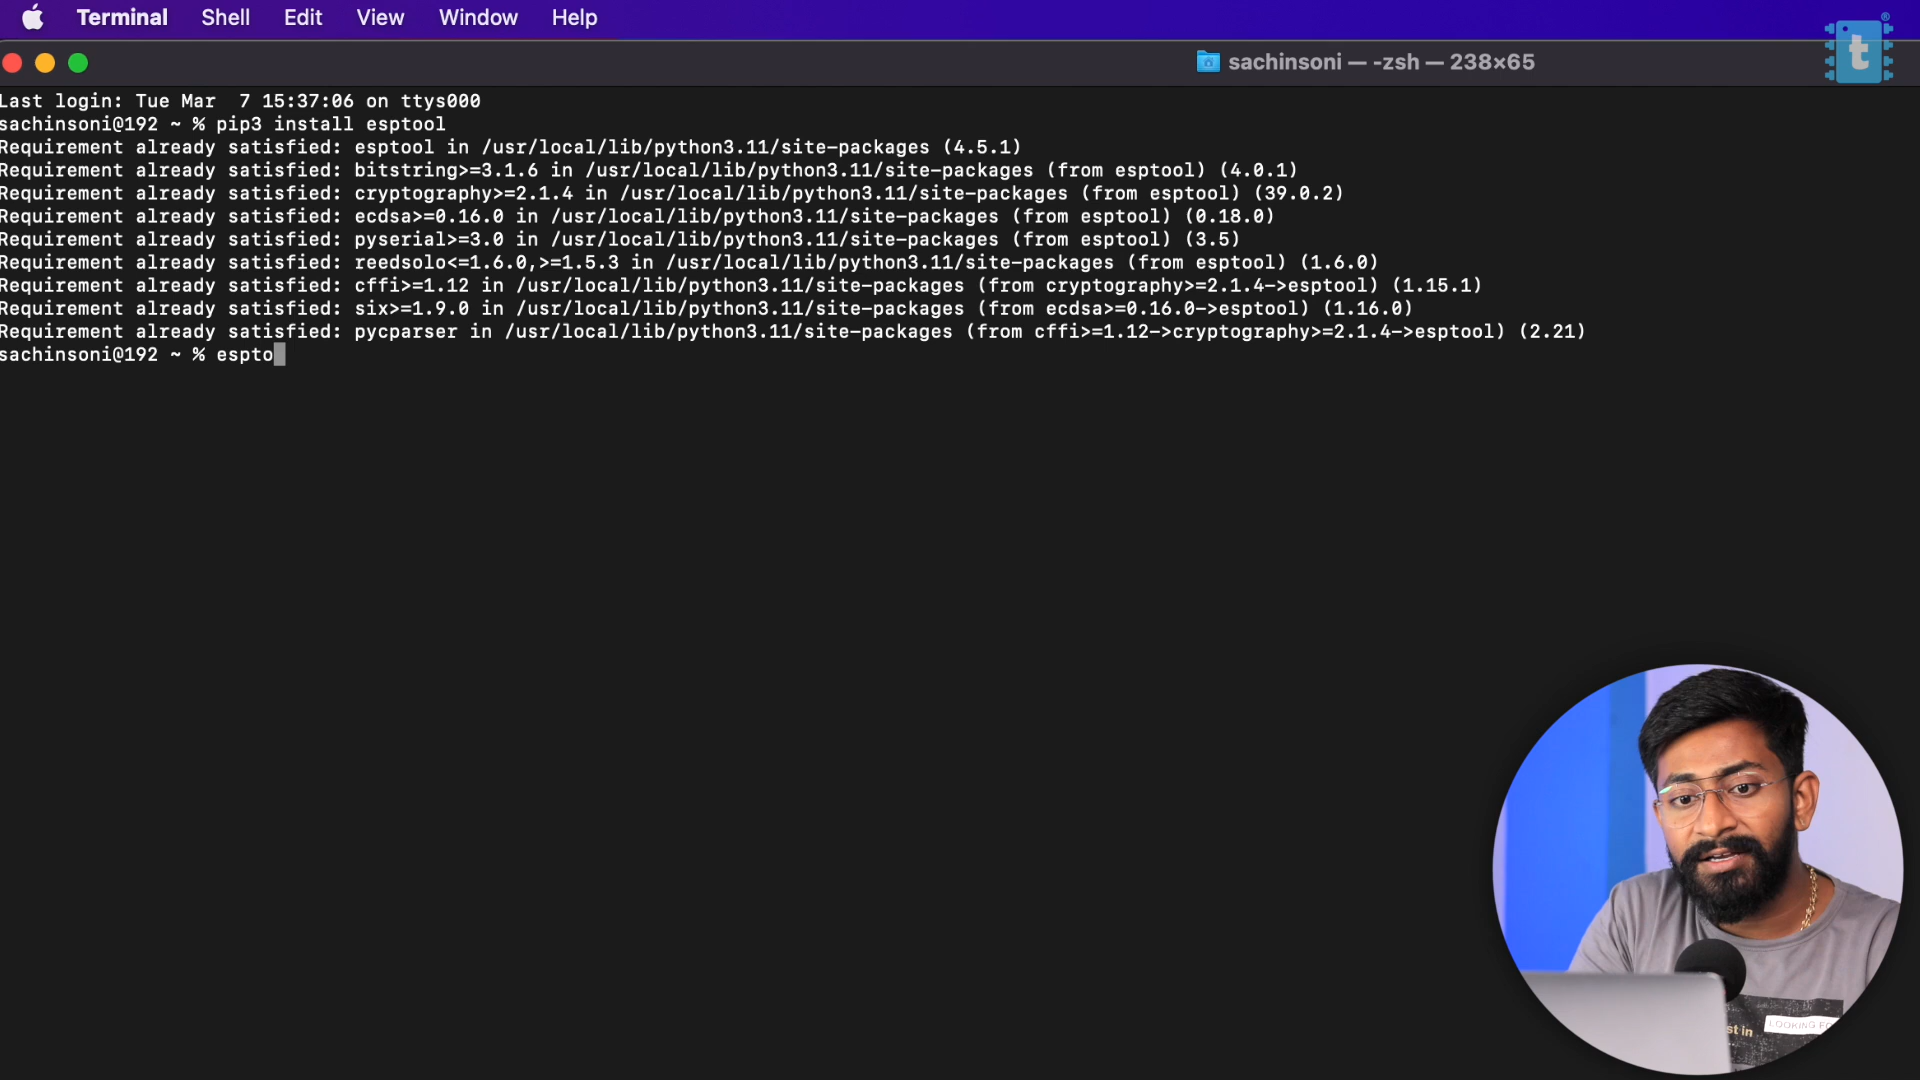 Terminal Shell Edit View Window Help
t
sachinsoni — -zsh — 238×65
Last login: Tue Mar  7 15:37:06 on ttys000
sachinsoni@192 ~ % pip3 install esptool
Requirement already satisfied: esptool in /usr/local/lib/python3.11/site-packages (4.5.1)
Requirement already satisfied: bitstring>=3.1.6 in /usr/local/lib/python3.11/site-packages (from esptool) (4.0.1)
Requirement already satisfied: cryptography>=2.1.4 in /usr/local/lib/python3.11/site-packages (from esptool) (39.0.2)
Requirement already satisfied: ecdsa>=0.16.0 in /usr/local/lib/python3.11/site-packages (from esptool) (0.18.0)
Requirement already satisfied: pyserial>=3.0 in /usr/local/lib/python3.11/site-packages (from esptool) (3.5)
Requirement already satisfied: reedsolo<=1.6.0,>=1.5.3 in /usr/local/lib/python3.11/site-packages (from esptool) (1.6.0)
Requirement already satisfied: cffi>=1.12 in /usr/local/lib/python3.11/site-packages (from cryptography>=2.1.4->esptool) (1.15.1)
Requirement already satisfied: six>=1.9.0 in /usr/local/lib/python3.11/site-packages (from ecdsa>=0.16.0->esptool) (1.16.0)
Requirement already satisfied: pycparser in /usr/local/lib/python3.11/site-packages (from cffi>=1.12->cryptography>=2.1.4->esptool) (2.21)
sachinsoni@192 ~ % espto
LOOKING
in